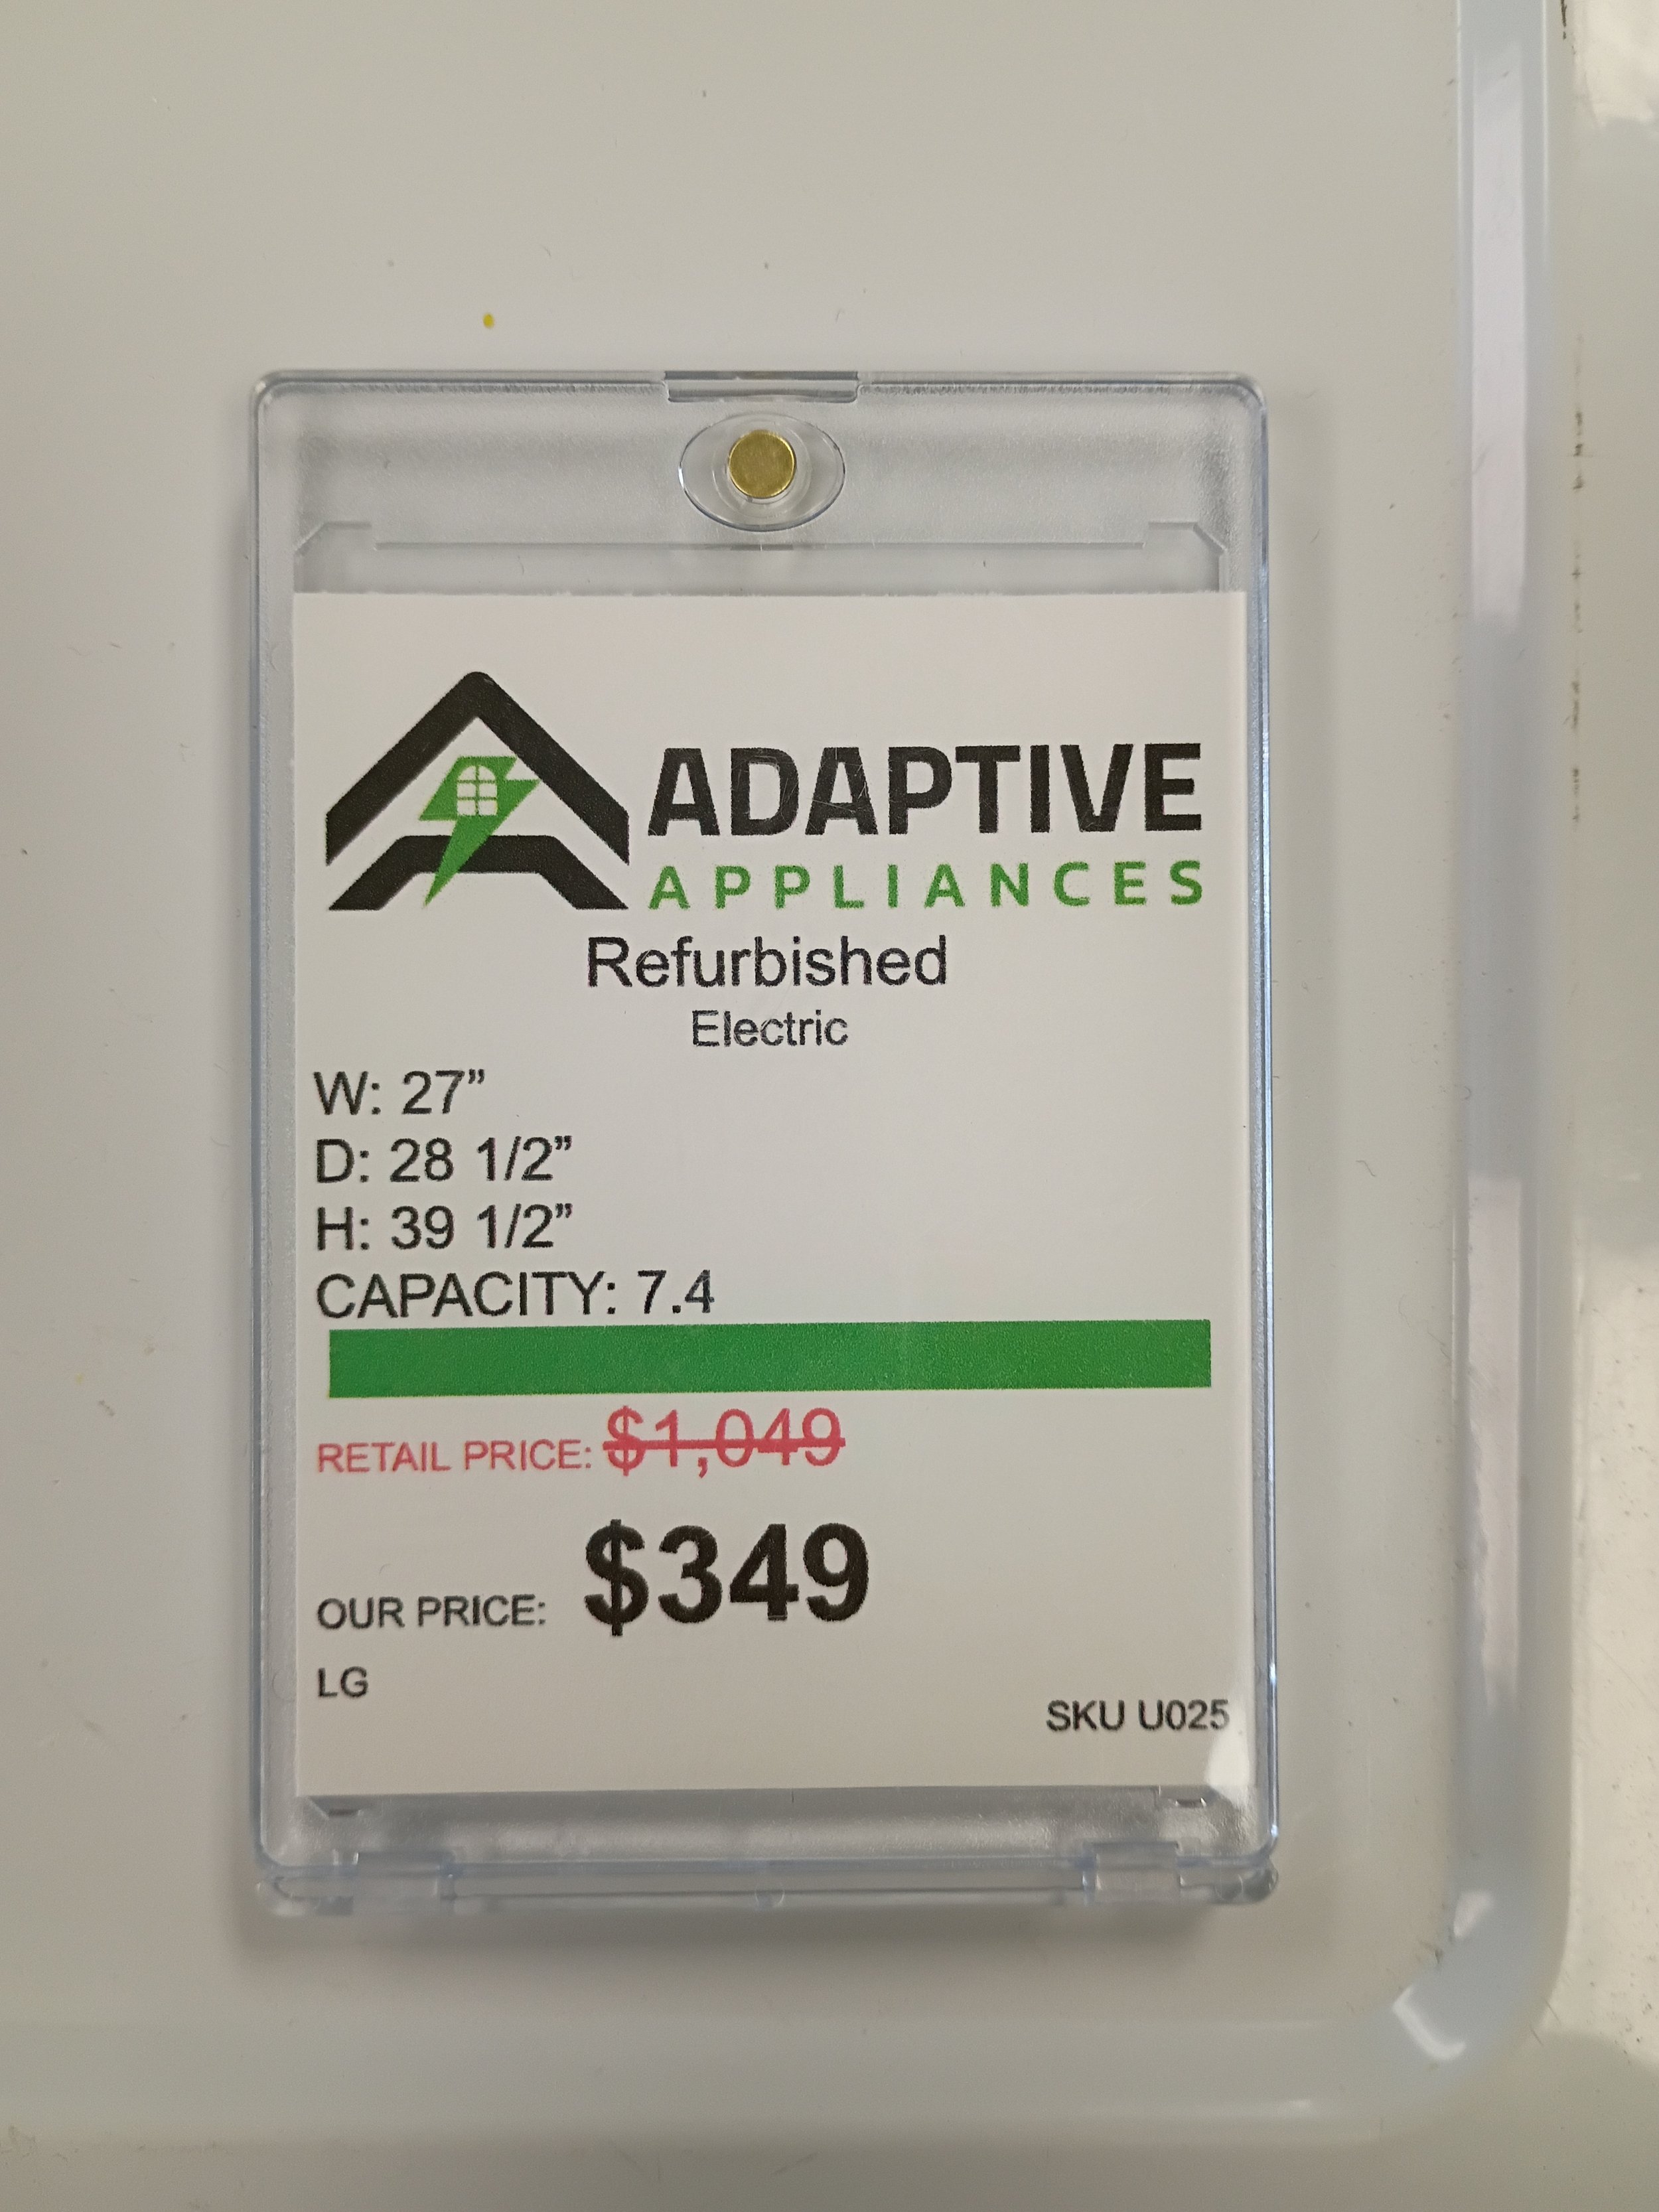 ADAPTIVE
APPLIANCES
Refurbished
Electric
W: 27”
D: 28 1/2”
H: 39 1/2”
CAPACITY: 7.4
RETAIL PRICE: $1,049
OUR PRICE: $349
LG
SKU U025